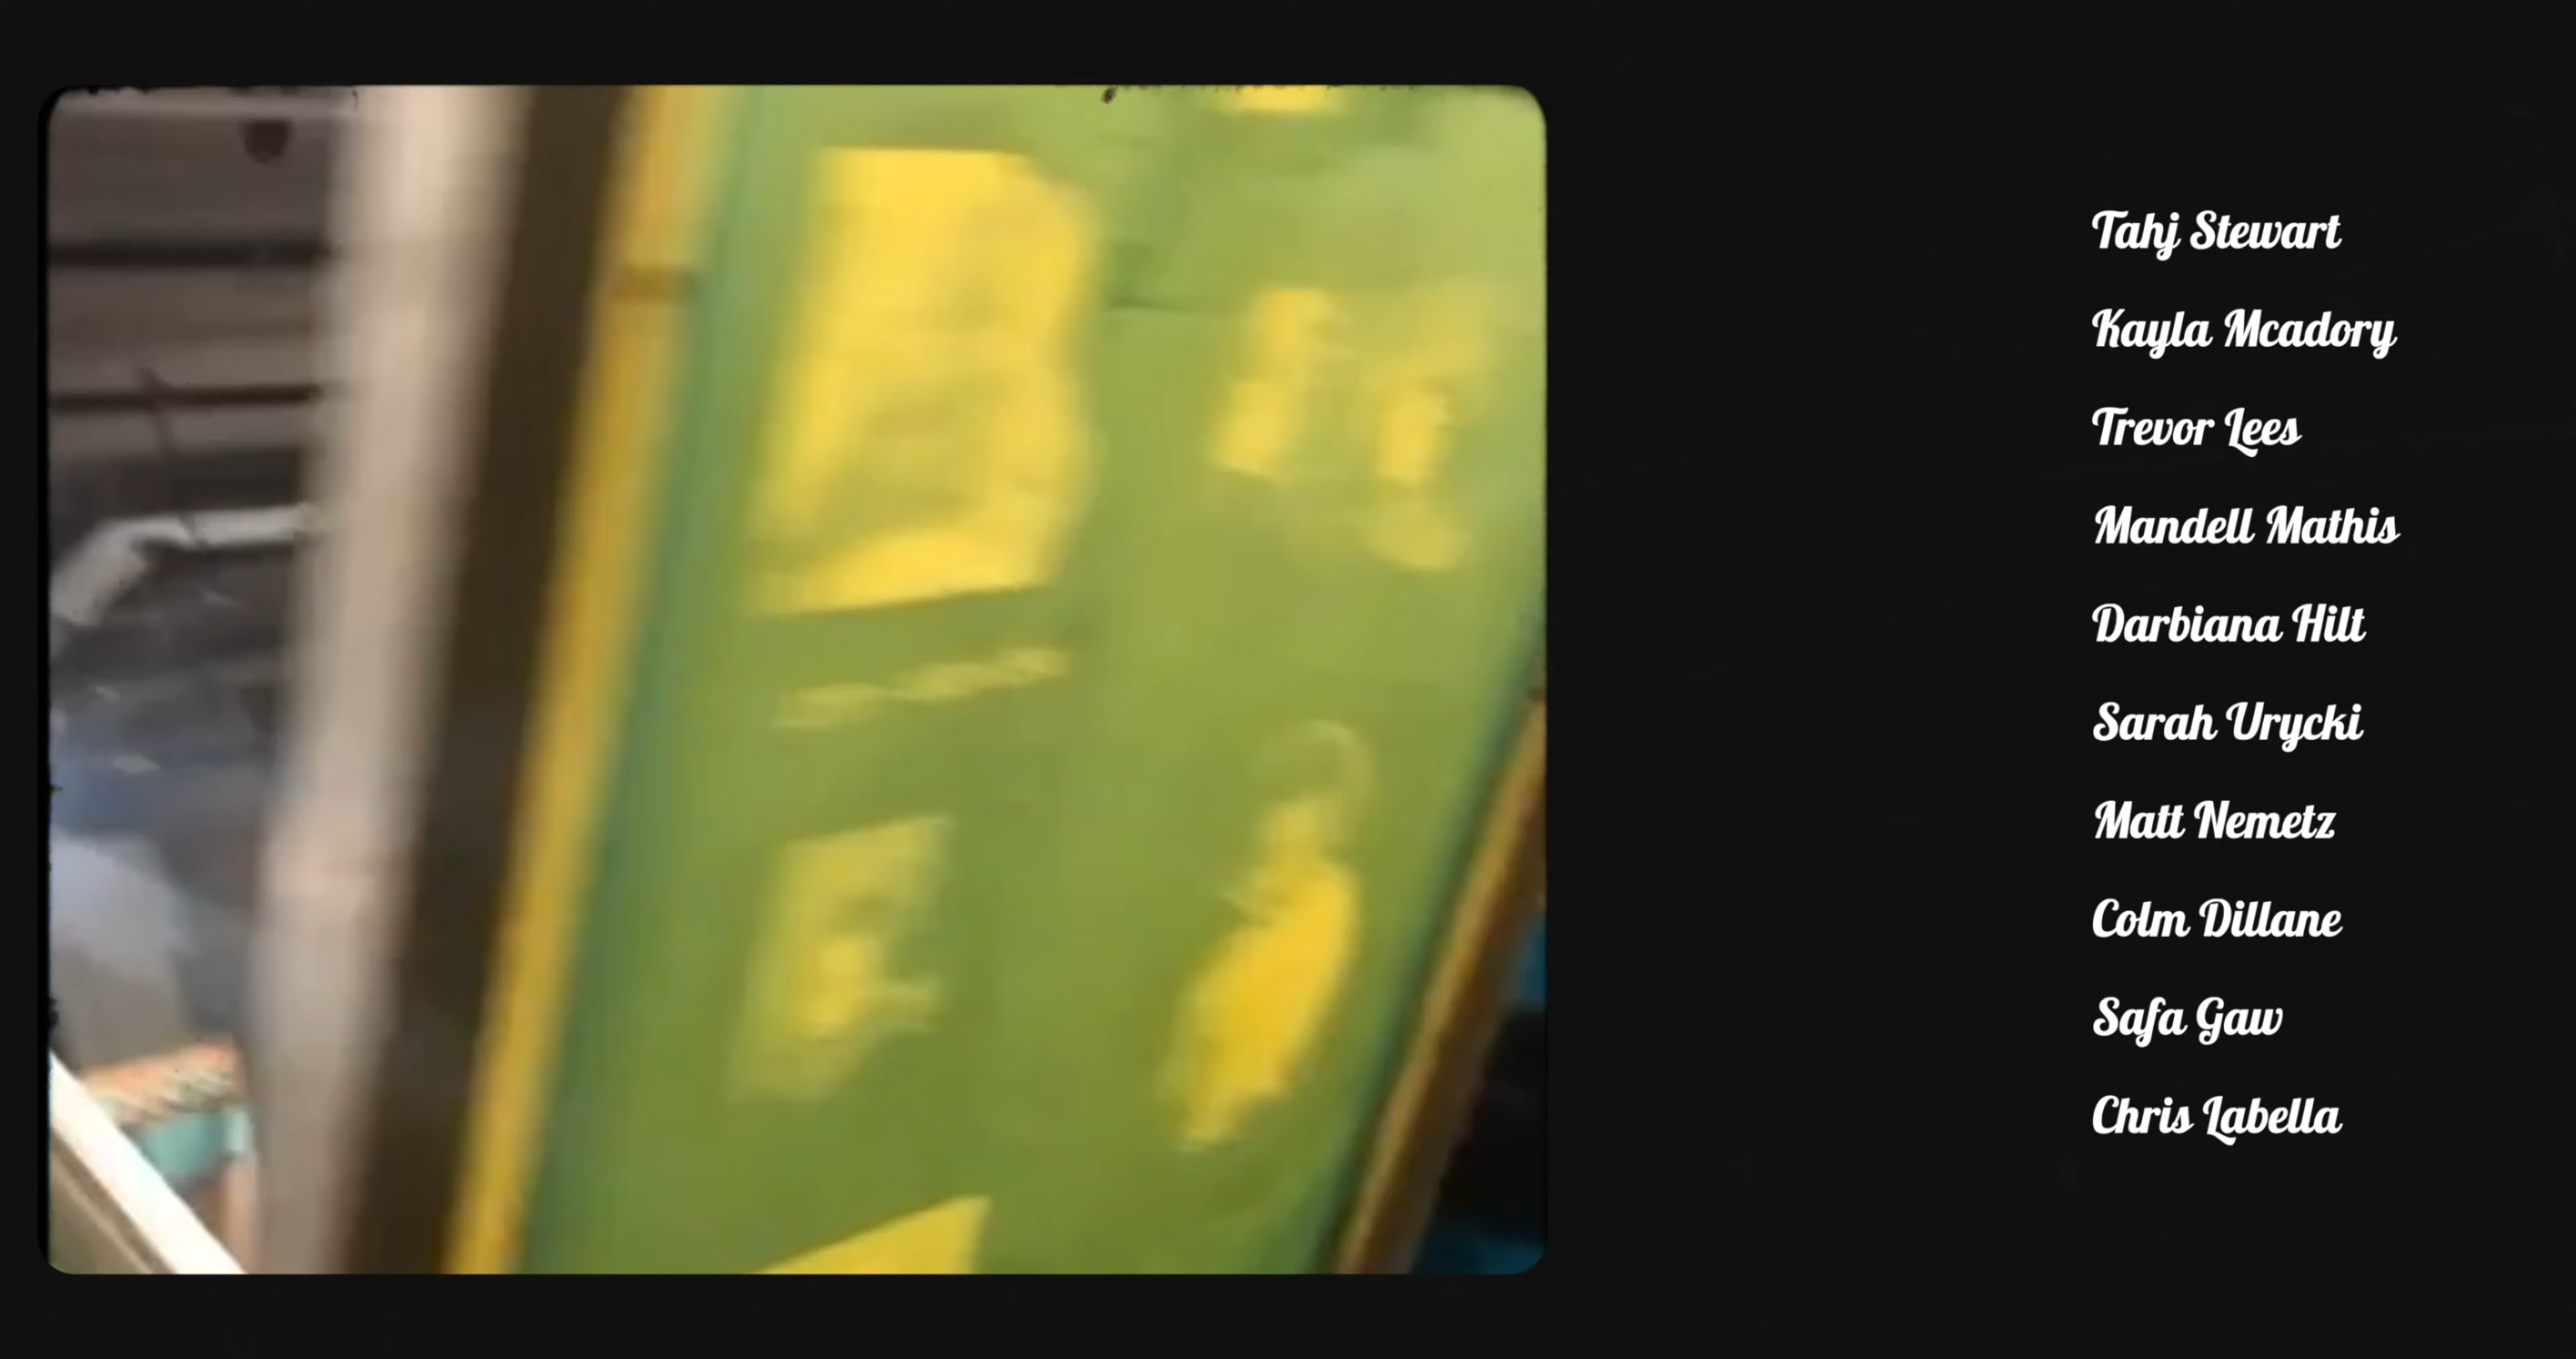 Tahj Stewart
Kayla Mcadory
Trevor Lees
Mandell Mathis
Darbiana Hilt
Sarah Urycki
Matt Nemetz
Colm Dillane
Safa Gaw
Chris Labella